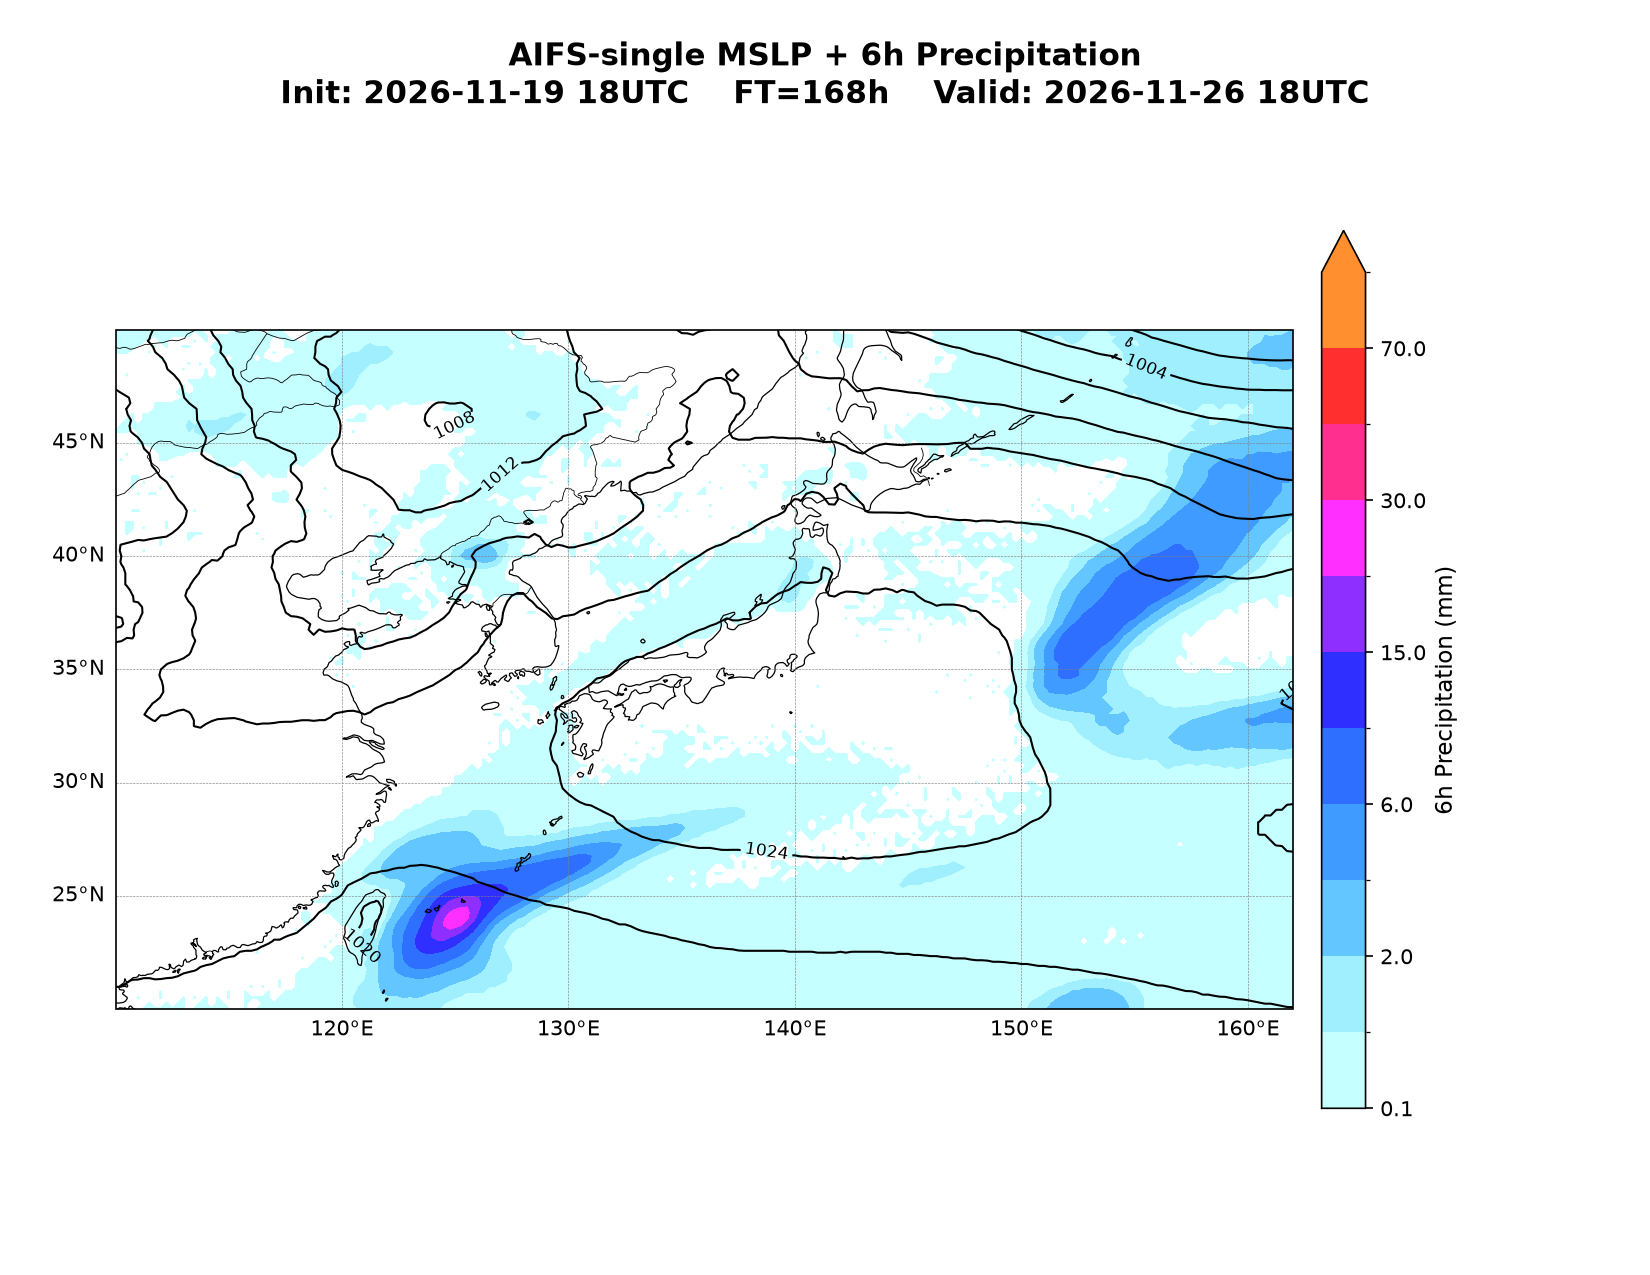 AIFS-single MSLP + 6h Precipitation
Init: 2026-11-19 18UTC    FT=168h    Valid: 2026-11-26 18UTC
70.0
30.0
15.0
6.0
2.0
0.1
6h Precipitation (mm)
45°N
40°N
35°N
30°N
25°N
120°E
130°E
140°E
150°E
160°E
1004
1008
1012
1024
1020